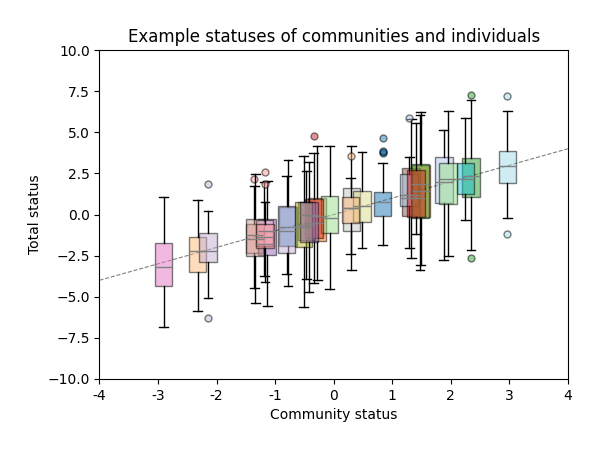 Example statuses of communities and individuals
10.0
7.5
5.0
2.5
0.0
−2.5
−5.0
−7.5
−10.0
Total status
-4 -3 -2 -1 0 1 2 3 4
Community status